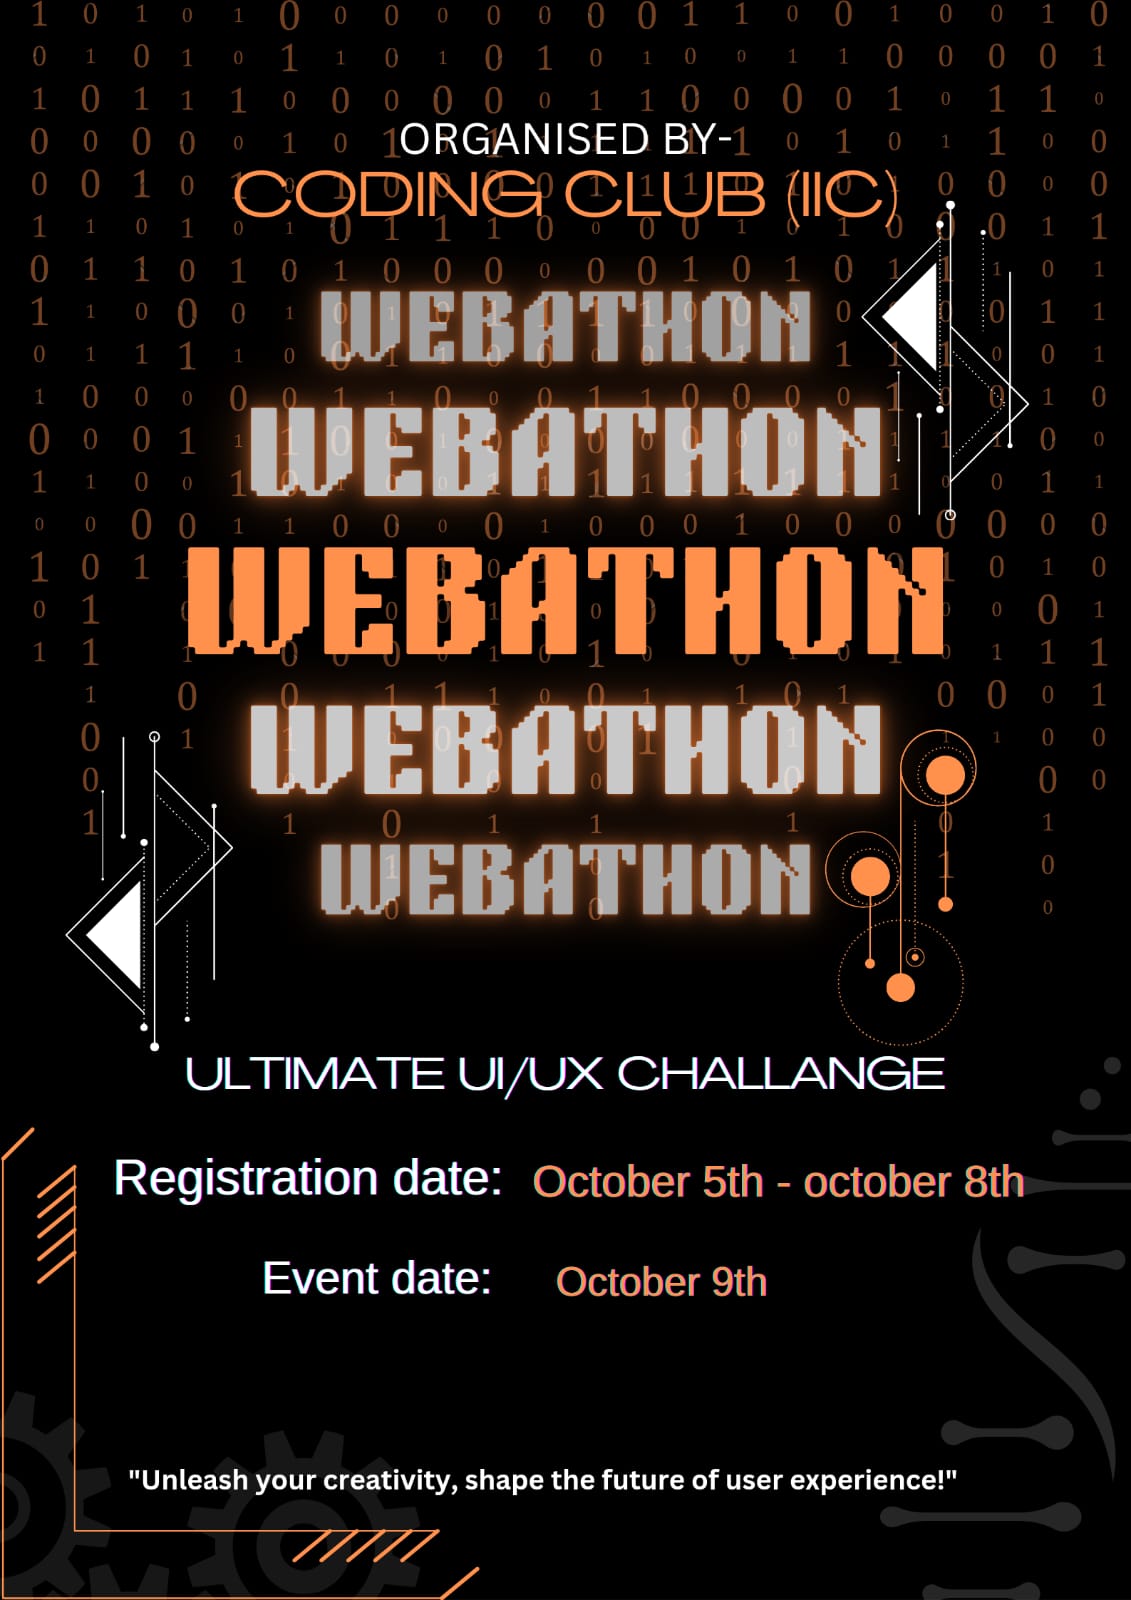 ORGANISED BY-
CODING CLUB (IIC)
WEBATHON
WEBATHON
WEBATHON
WEBATHON
WEBATHON
ULTIMATE UI/UX CHALLANGE
Registration date: October 5th - october 8th
Event date: October 9th
"Unleash your creativity, shape the future of user experience!"